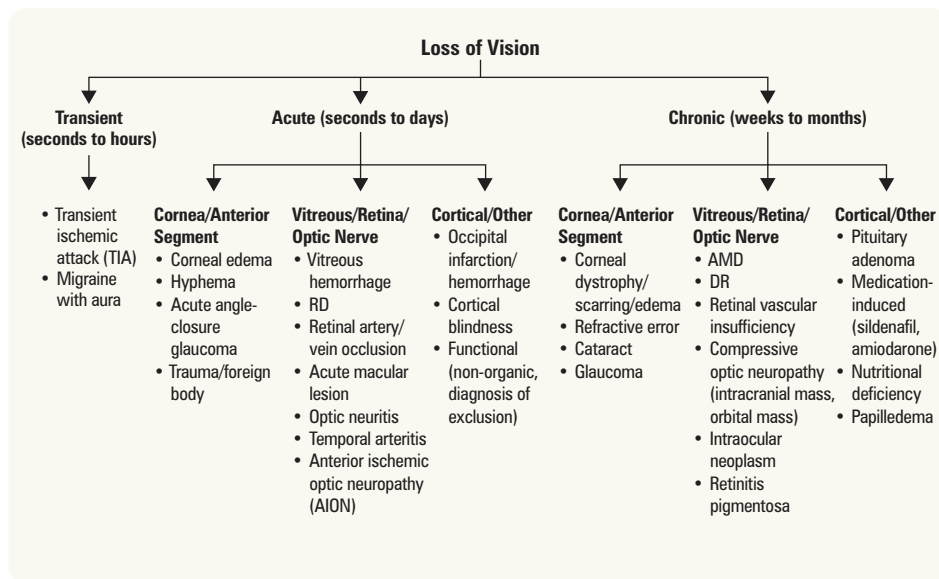 Loss of Vision
Transient
(seconds to hours)
• Transient
ischemic
attack (TIA)
• Migraine
with aura
Acute (seconds to days)
Cornea/Anterior
Segment
• Corneal edema
• Hyphema
• Acute angle-
closure
glaucoma
• Trauma/foreign
body
Vitreous/Retina/
Optic Nerve
• Vitreous
hemorrhage
• RD
• Retinal artery/
vein occlusion
• Acute macular
lesion
• Optic neuritis
• Temporal arteritis
• Anterior ischemic
optic neuropathy
(AION)
Cortical/Other
• Occipital
infarction/
hemorrhage
• Cortical
blindness
• Functional
(non-organic,
diagnosis of
exclusion)
Chronic (weeks to months)
Cornea/Anterior
Segment
• Corneal
dystrophy/
scarring/edema
• Refractive error
• Cataract
• Glaucoma
Vitreous/Retina/
Optic Nerve
• AMD
• DR
• Retinal vascular
insufficiency
• Compressive
optic neuropathy
(intracranial mass,
orbital mass)
• Intraocular
neoplasm
• Retinitis
pigmentosa
Cortical/Other
• Pituitary
adenoma
• Medication-
induced
(sildenafil,
amiodarone)
• Nutritional
deficiency
• Papilledema